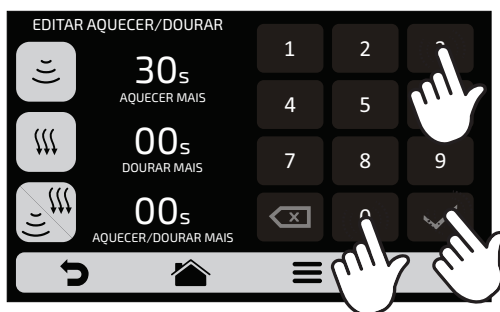 EDITAR AQUECER/DOURAR
30s
AQUECER MAIS
00s
DOURAR MAIS
00s
AQUECER/DOURAR MAIS
1 2
4 5
7 8 9